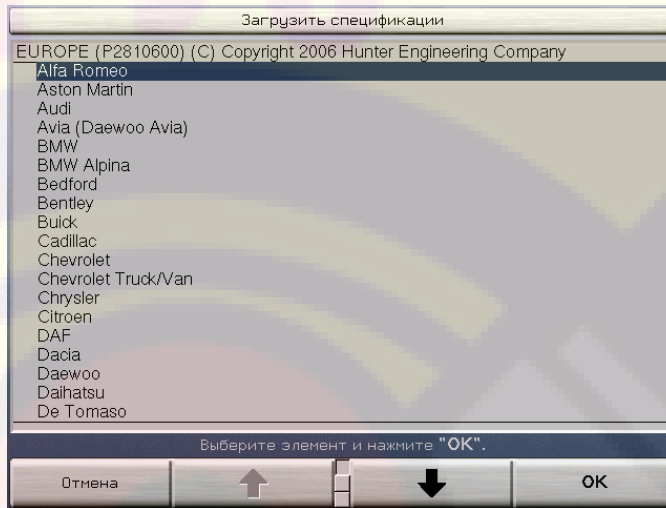 Загрузить спецификации
EUROPE (P2810600) (C) Copyright 2006 Hunter Engineering Company
Alfa Romeo
Aston Martin
Audi
Avia (Daewoo Avia)
BMW
BMW Alpina
Bedford
Bentley
Buick
Cadillac
Chevrolet
Chevrolet Truck/Van
Chrysler
Citroen
DAF
Dacia
Daewoo
Daihatsu
De Tomaso
Выберите элемент и нажмите "OK".
Отмена OK